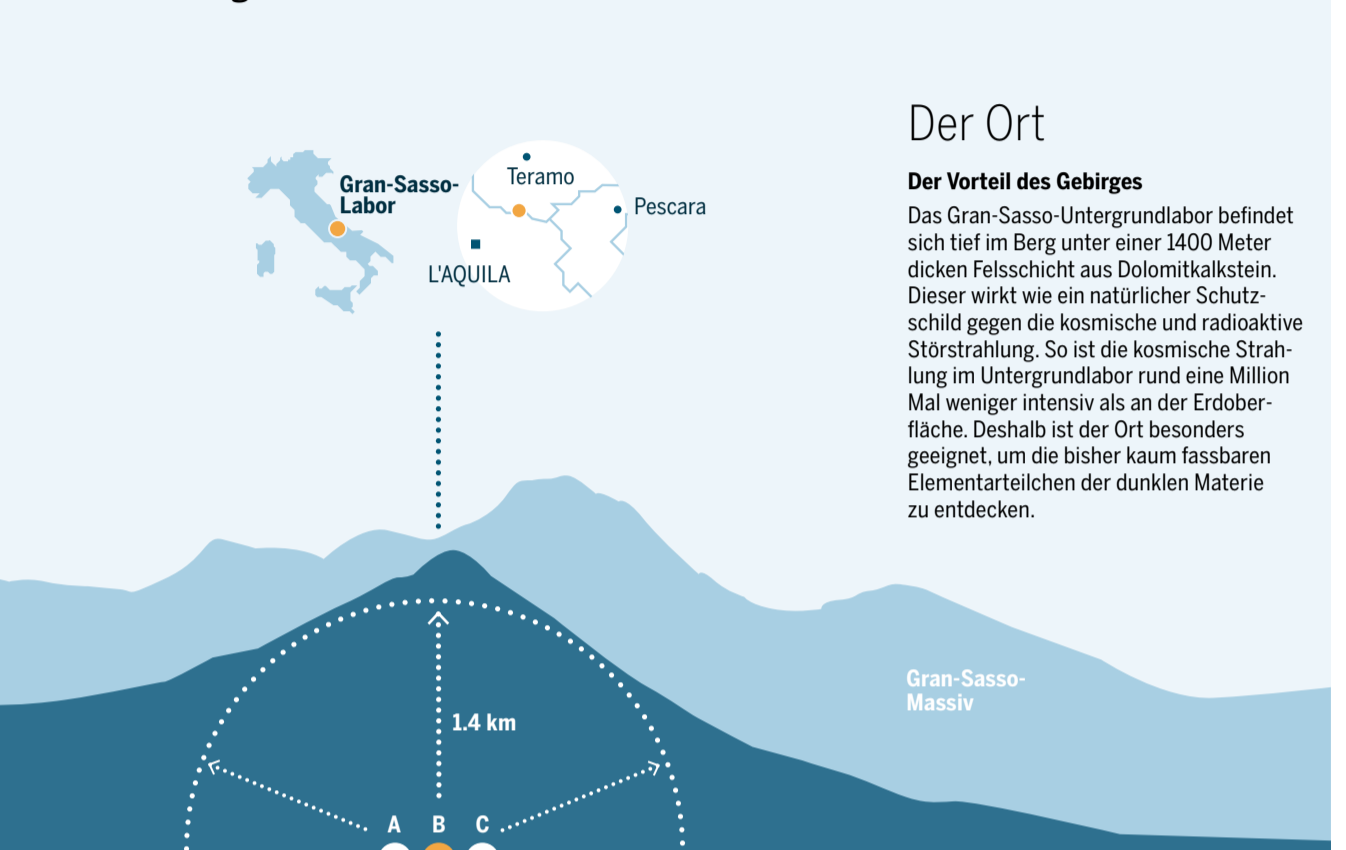 Gran-Sasso-
Labor
Teramo
Pescara
L'AQUILA
Der Ort
Der Vorteil des Gebirges
Das Gran-Sasso-Untergrundlabor befindet
sich tief im Berg unter einer 1400 Meter
dicken Felsschicht aus Dolomitkalkstein.
Dieser wirkt wie ein natürlicher Schutz-
schild gegen die kosmische und radioaktive
Störstrahlung. So ist die kosmische Strah-
lung im Untergrundlabor rund eine Million
Mal weniger intensiv als an der Erdober-
fläche. Deshalb ist der Ort besonders
geeignet, um die bisher kaum fassbaren
Elementarteilchen der dunklen Materie
zu entdecken.
Gran-Sasso-
Massiv
1.4 km
A B C